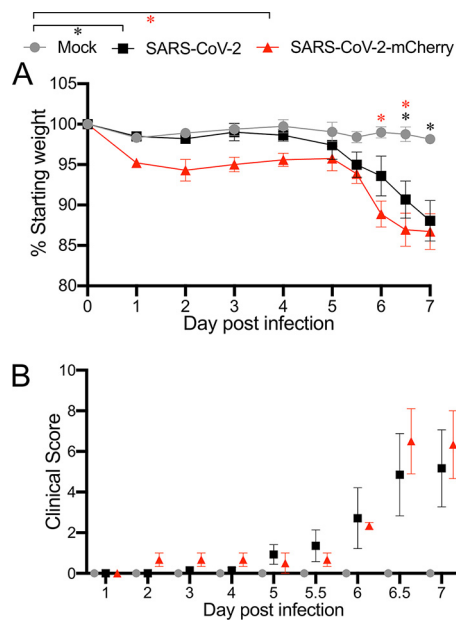 * *
Mock SARS-CoV-2 SARS-CoV-2-mCherry
A
105
100
95
90
85
80
% Starting weight
* * * *
*
0 1 2 3 4 5 6 7
Day post infection
B
10
8
6
4
2
0
Clinical Score
1 2 3 4 5 5.5 6 6.5 7
Day post infection